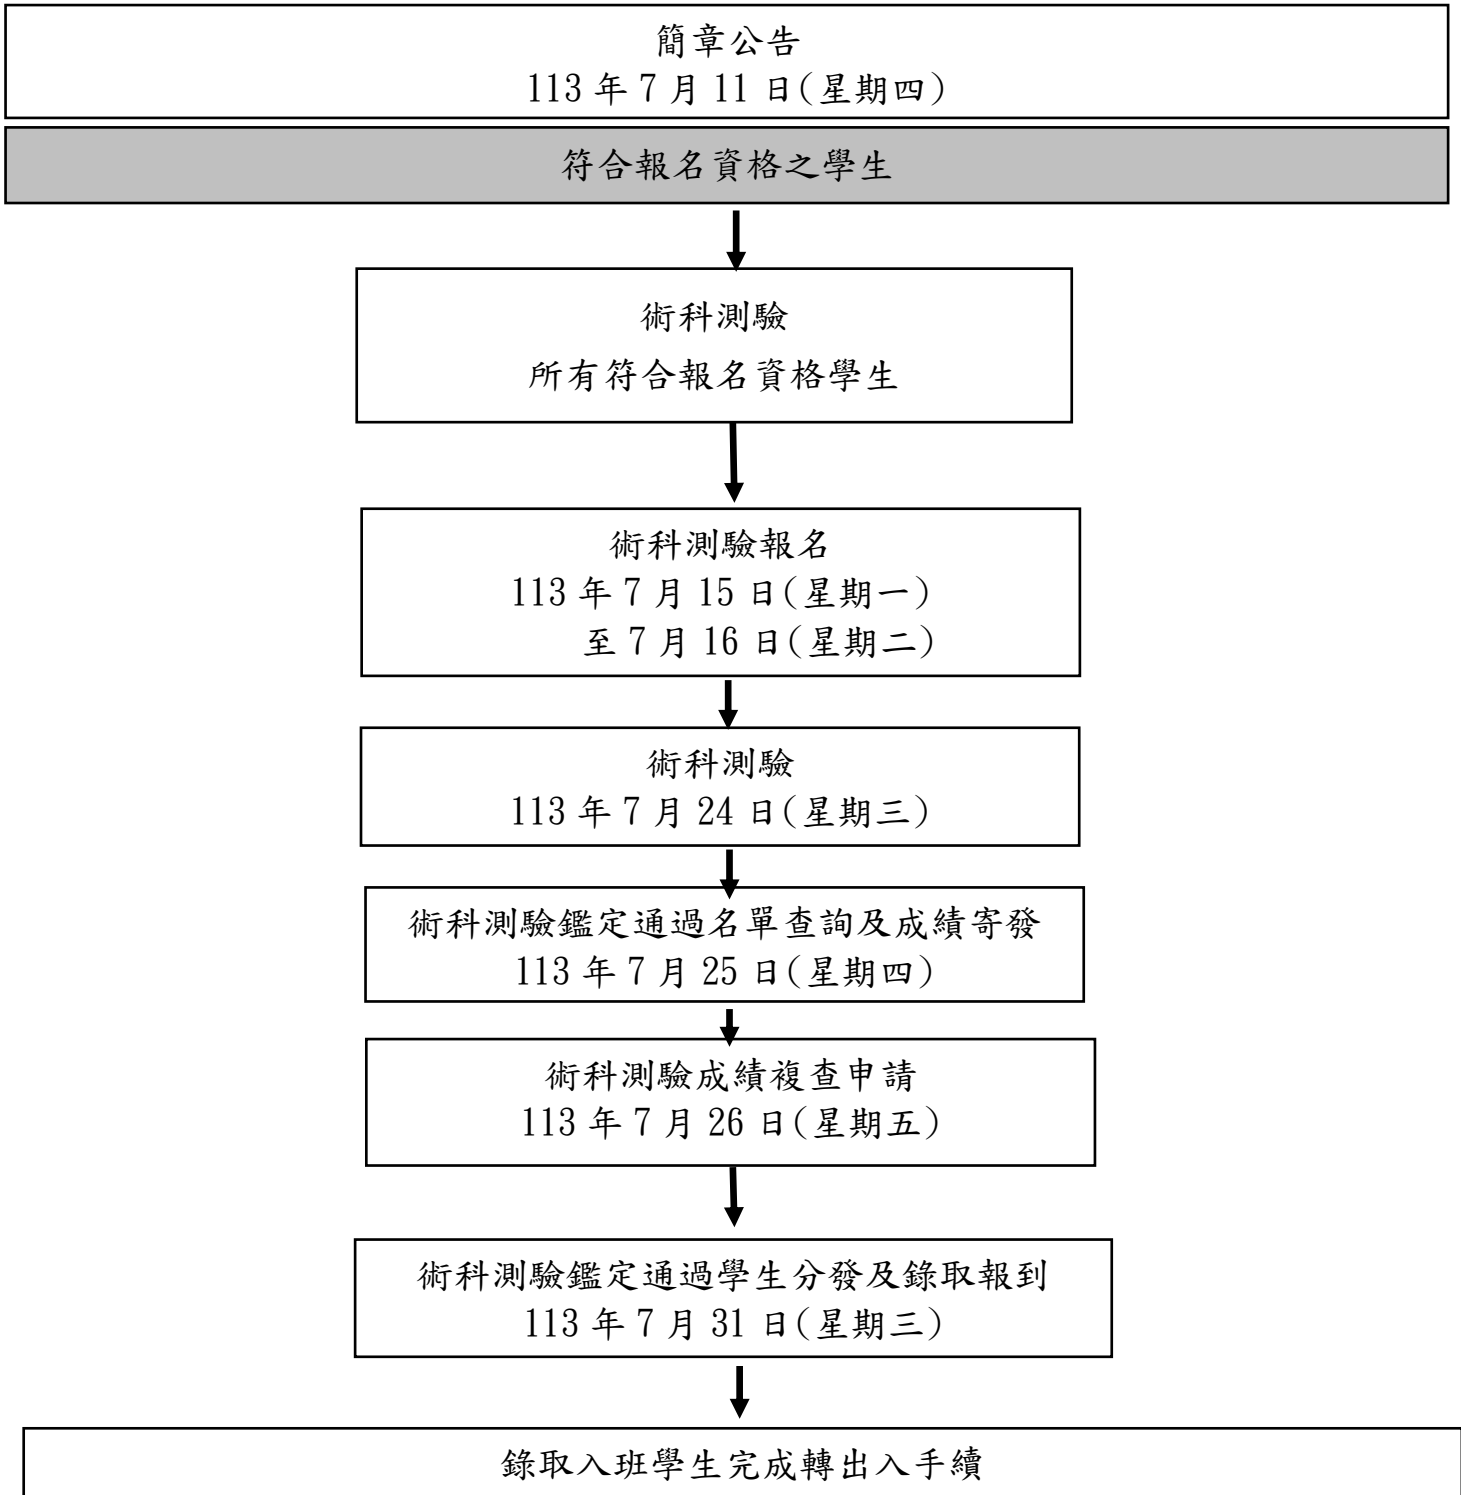 簡章公告
113 年 7 月 11 日(星期四)
符合報名資格之學生
術科測驗
所有符合報名資格學生
術科測驗報名
113 年 7 月 15 日(星期一)
至 7 月 16 日(星期二)
術科測驗
113 年 7 月 24 日(星期三)
術科測驗鑑定通過名單查詢及成績寄發
113 年 7 月 25 日(星期四)
術科測驗成績複查申請
113 年 7 月 26 日(星期五)
術科測驗鑑定通過學生分發及錄取報到
113 年 7 月 31 日(星期三)
錄取入班學生完成轉出入手續